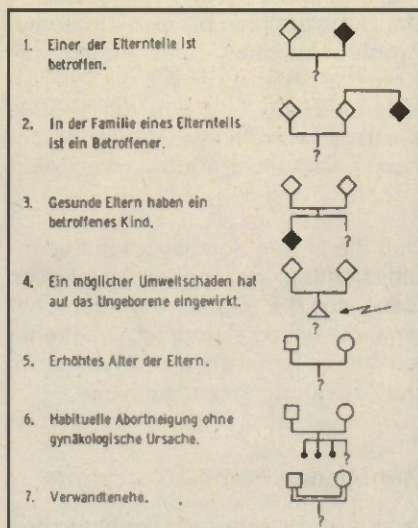 1. Einer der Elternteile ist
betroffen.
?
2. In der Familie eines Elternteils
ist ein Betroffener.
?
3. Gesunde Eltern haben ein
betroffenes Kind.
?
4. Ein möglicher Umweltschaden hat
auf das Ungeborene eingewirkt.
?
5. Erhöhtes Alter der Eltern.
?
6. Habituelle Abortneigung ohne
gynäkologische Ursache.
?
7. Verwandtenehe.
?